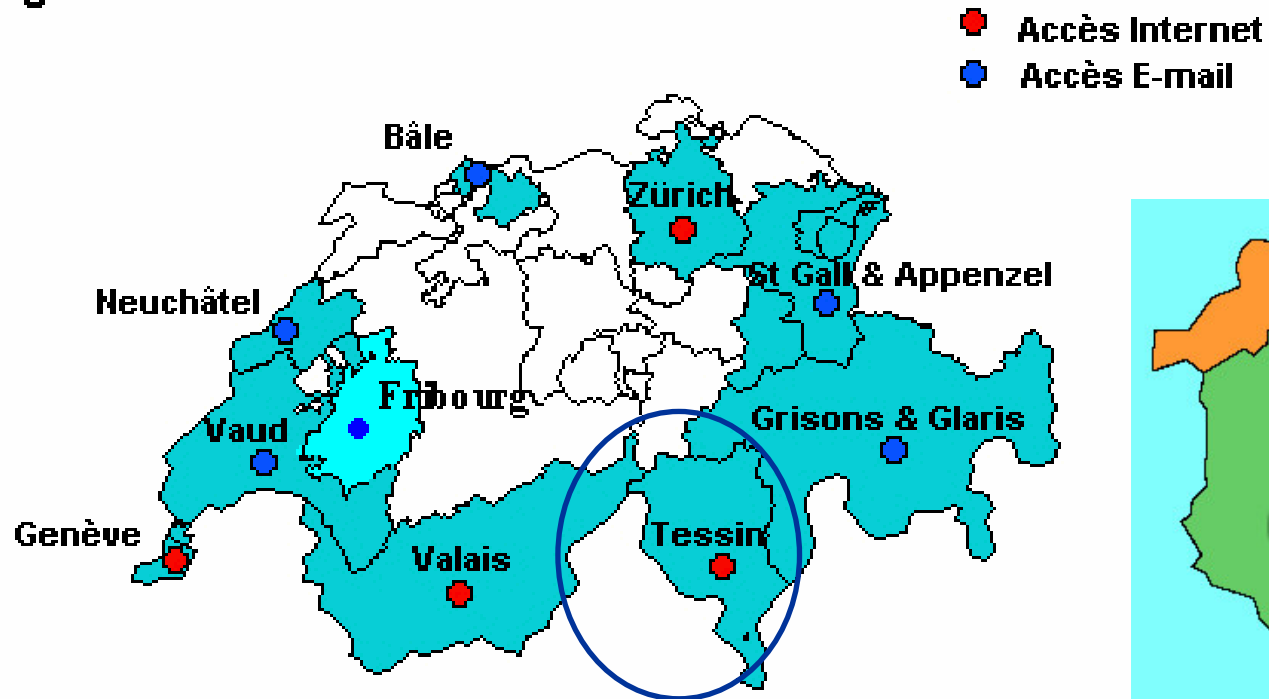 Accès Internet
Accès E-mail
Bâle
Zürich
St Gall & Appenzel
Neuchâtel
Fribourg
Grisons & Glaris
Vaud
Genève
Tessin
Valais